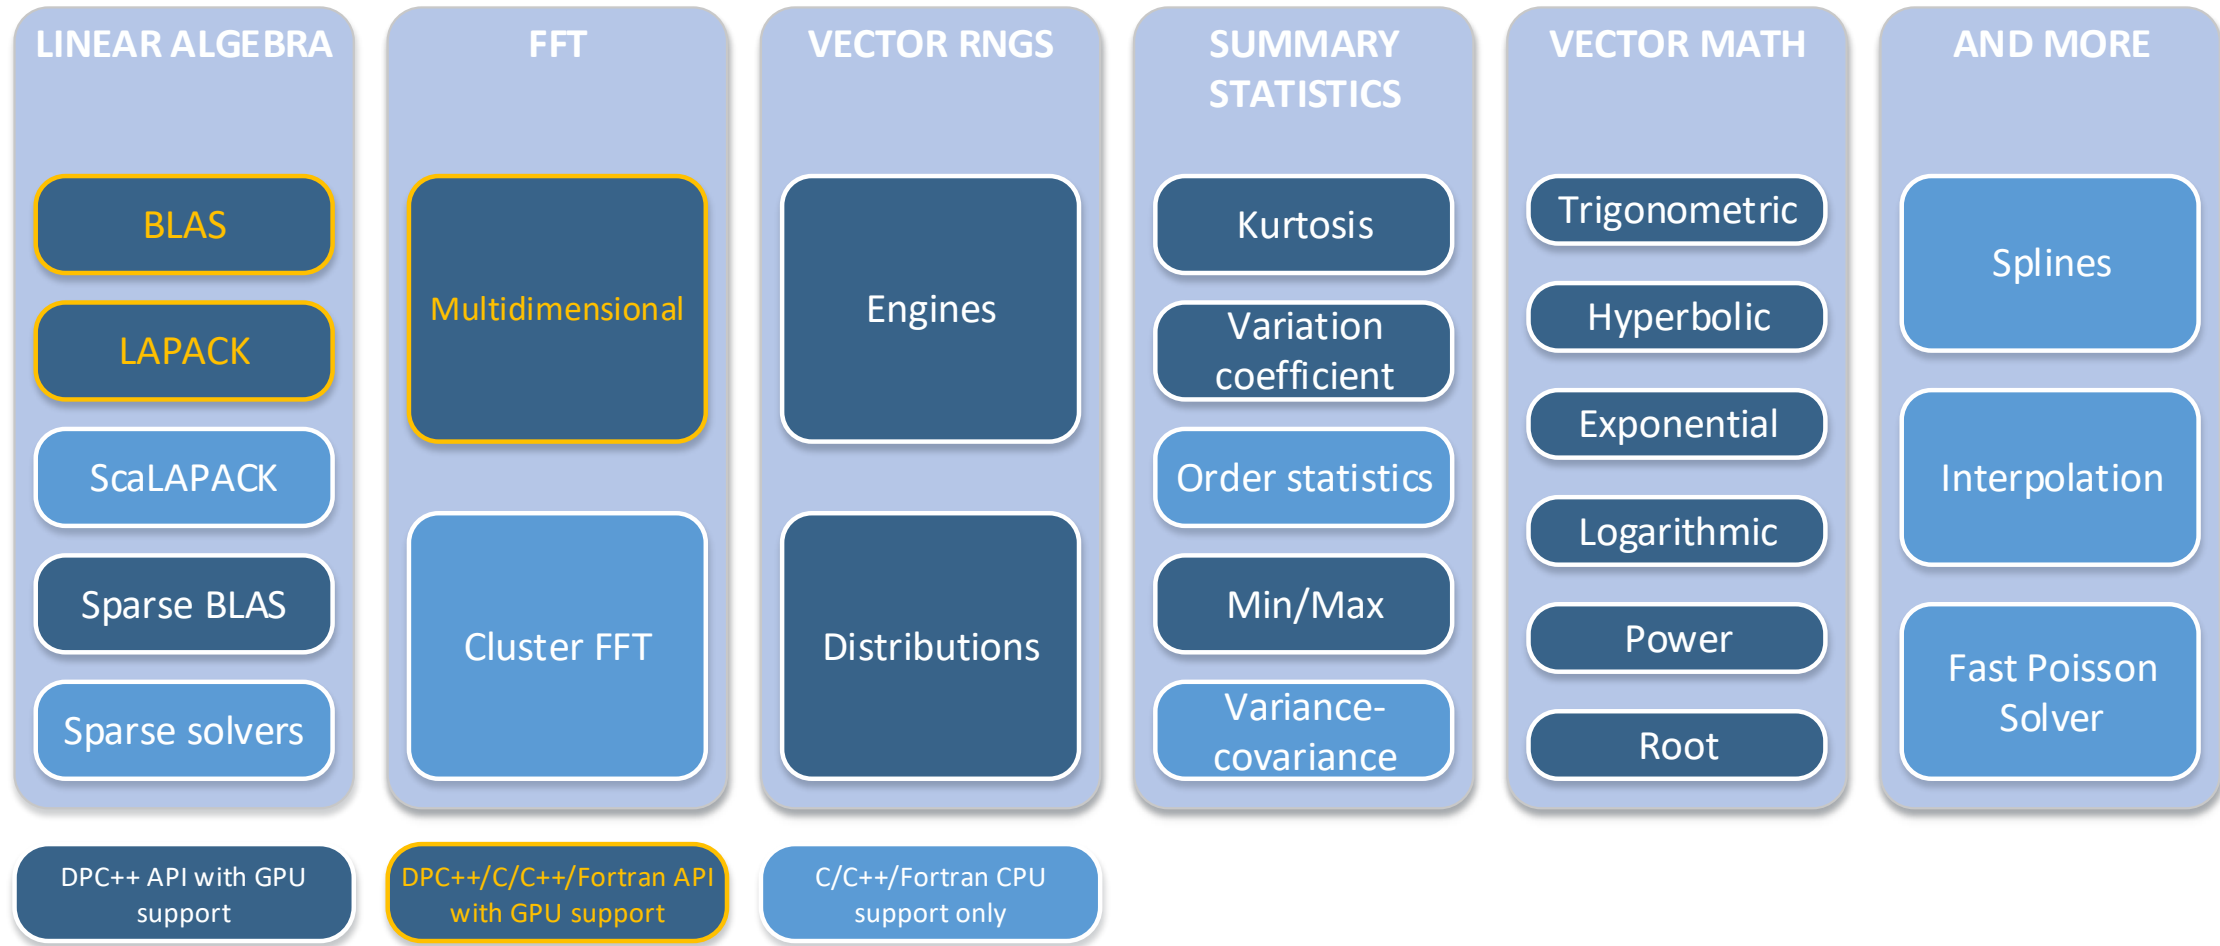 LINEAR ALGEBRA
BLAS
LAPACK
ScaLAPACK
Sparse BLAS
Sparse solvers
FFT
Multidimensional
Cluster FFT
VECTOR RNGS
Engines
Distributions
SUMMARY
STATISTICS
Kurtosis
Variation
coefficient
Order statistics
Min/Max
Variance-
covariance
VECTOR MATH
Trigonometric
Hyperbolic
Exponential
Logarithmic
Power
Root
AND MORE
Splines
Interpolation
Fast Poisson
Solver
DPC++ API with GPU
support
DPC++/C/C++/Fortran API
with GPU support
C/C++/Fortran CPU
support only